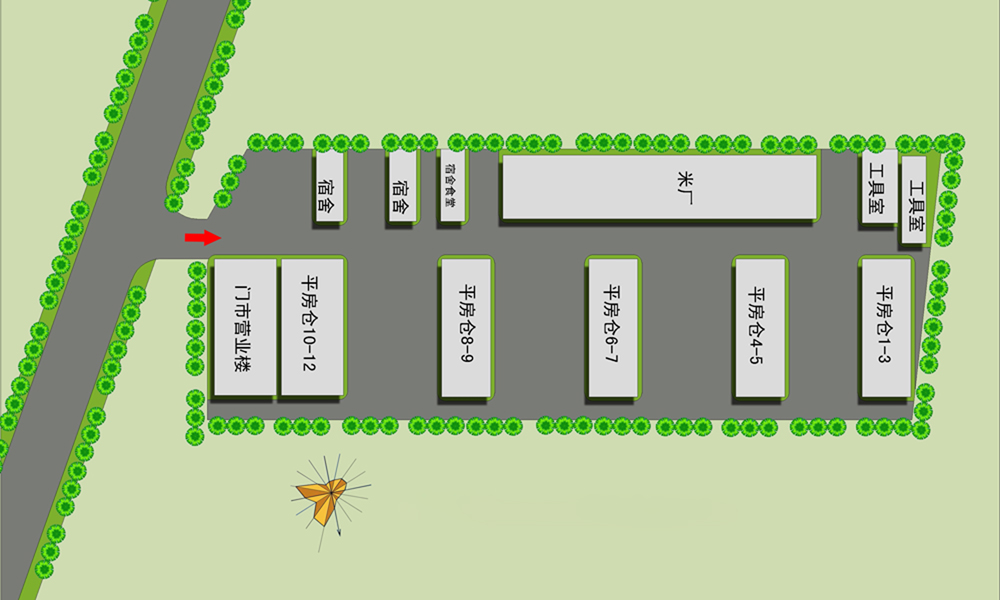 宿舍
宿舍
宿舍食堂
米厂
工具室
工具室
门市营业楼
平房仓10-12
平房仓8-9
平房仓6-7
平房仓4-5
平房仓1-3